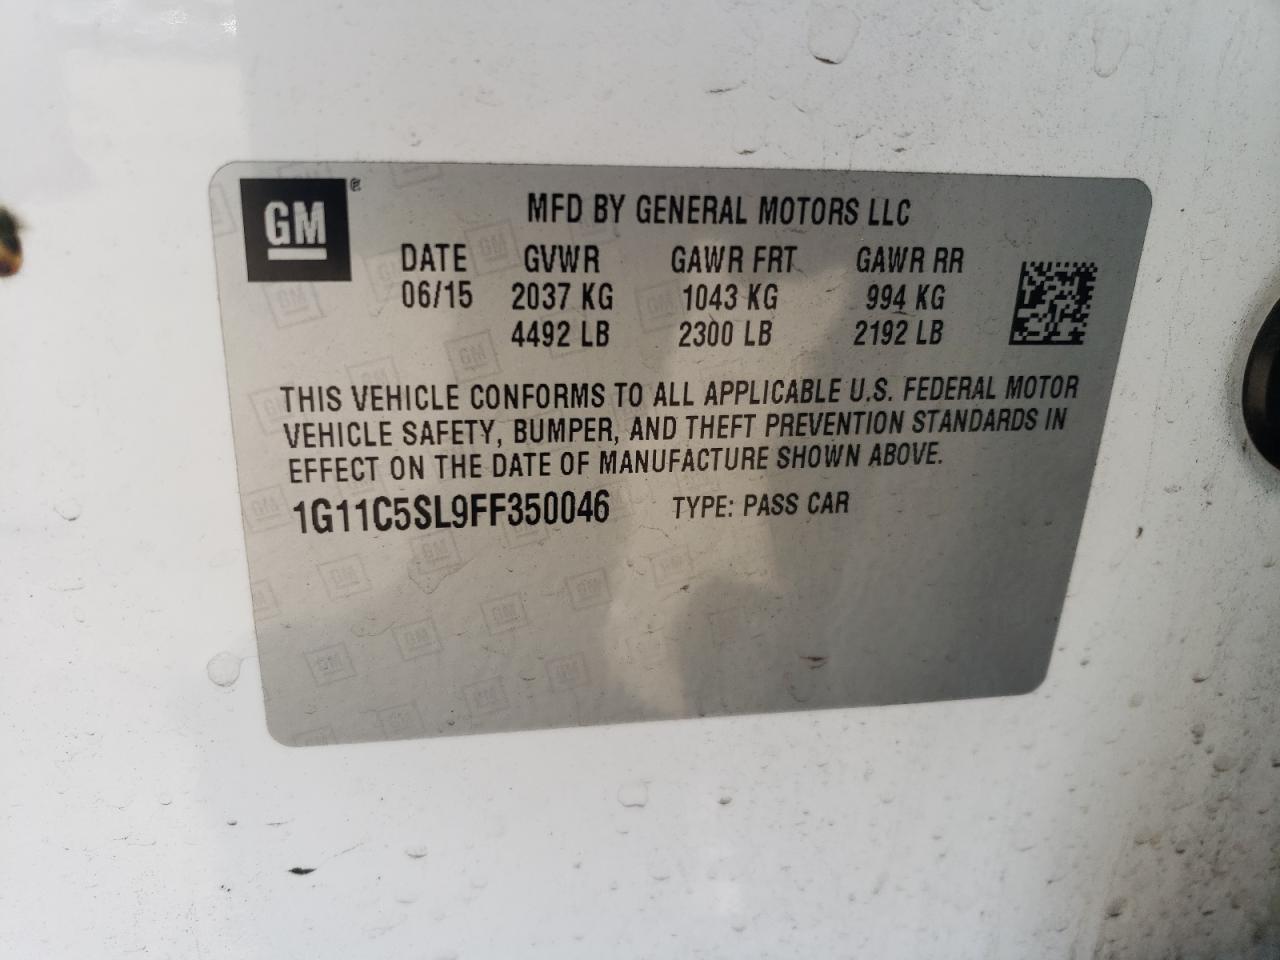 GM
MFD BY GENERAL MOTORS LLC
DATE GVWR GAWR FRT GAWR RR
06/15 2037 KG 1043 KG 994 KG
4492 LB 2300 LB 2192 LB
THIS VEHICLE CONFORMS TO ALL APPLICABLE U.S. FEDERAL MOTOR
VEHICLE SAFETY, BUMPER, AND THEFT PREVENTION STANDARDS IN
EFFECT ON THE DATE OF MANUFACTURE SHOWN ABOVE.
1G11C5SL9FF350046 TYPE: PASS CAR